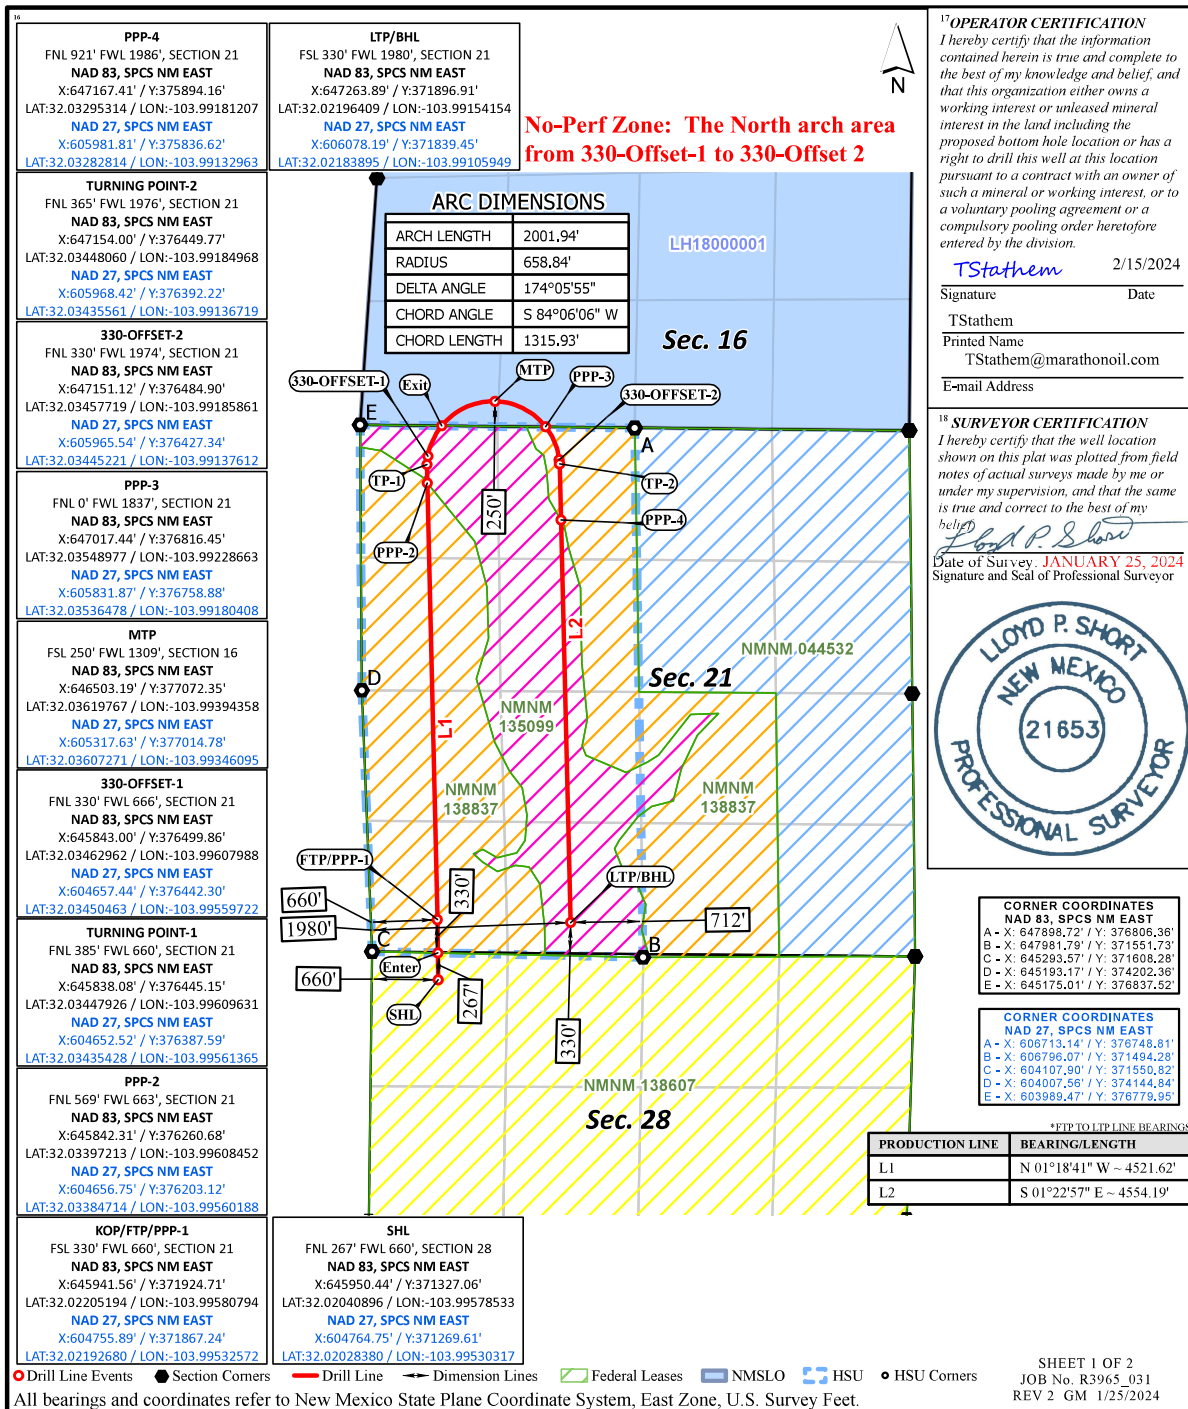 16
PPP-4
FNL 921' FWL 1986', SECTION 21
NAD 83, SPCS NM EAST
X:647167.41' / Y:375894.16'
LAT:32.03295314 / LON:-103.99181207
NAD 27, SPCS NM EAST
X:605981.81' / Y:375836.62'
LAT:32.03282814 / LON:-103.99132963
LTP/BHL
FSL 330' FWL 1980', SECTION 21
NAD 83, SPCS NM EAST
X:647263.89' / Y:371896.91'
LAT:32.02196409 / LON:-103.99154154
NAD 27, SPCS NM EAST
X:606078.19' / Y:371839.45'
LAT:32.02183895 / LON:-103.99105949
TURNING POINT-2
FNL 365' FWL 1976', SECTION 21
NAD 83, SPCS NM EAST
X:647154.00' / Y:376449.77'
LAT:32.03448060 / LON:-103.99184968
NAD 27, SPCS NM EAST
X:605968.42' / Y:376392.22'
LAT:32.03435561 / LON:-103.99136719
330-OFFSET-2
FNL 330' FWL 1974', SECTION 21
NAD 83, SPCS NM EAST
X:647151.12' / Y:376484.90'
LAT:32.03457719 / LON:-103.99185861
NAD 27, SPCS NM EAST
X:605965.54' / Y:376427.34'
LAT:32.03445221 / LON:-103.99137612
PPP-3
FNL 0' FWL 1837', SECTION 21
NAD 83, SPCS NM EAST
X:647017.44' / Y:376816.45'
LAT:32.03548977 / LON:-103.99228663
NAD 27, SPCS NM EAST
X:605831.87' / Y:376758.88'
LAT:32.03536478 / LON:-103.99180408
MTP
FSL 250' FWL 1309', SECTION 16
NAD 83, SPCS NM EAST
X:646503.19' / Y:377072.35'
LAT:32.03619767 / LON:-103.99394358
NAD 27, SPCS NM EAST
X:605317.63' / Y:377014.78'
LAT:32.03607271 / LON:-103.99346095
330-OFFSET-1
FNL 330' FWL 666', SECTION 21
NAD 83, SPCS NM EAST
X:645843.00' / Y:376499.86'
LAT:32.03462962 / LON:-103.99607988
NAD 27, SPCS NM EAST
X:604657.44' / Y:376442.30'
LAT:32.03450463 / LON:-103.99559722
TURNING POINT-1
FNL 385' FWL 660', SECTION 21
NAD 83, SPCS NM EAST
X:645838.08' / Y:376445.15'
LAT:32.03447926 / LON:-103.99609631
NAD 27, SPCS NM EAST
X:604652.52' / Y:376387.59'
LAT:32.03435428 / LON:-103.99561365
PPP-2
FNL 569' FWL 663', SECTION 21
NAD 83, SPCS NM EAST
X:645842.31' / Y:376260.68'
LAT:32.03397213 / LON:-103.99608452
NAD 27, SPCS NM EAST
X:604656.75' / Y:376203.12'
LAT:32.03384714 / LON:-103.99560188
KOP/FTP/PPP-1
FSL 330' FWL 660', SECTION 21
NAD 83, SPCS NM EAST
X:645941.56' / Y:371924.71'
LAT:32.02205194 / LON:-103.99580794
NAD 27, SPCS NM EAST
X:604755.89' / Y:371867.24'
LAT:32.02192680 / LON:-103.99532572
SHL
FNL 267' FWL 660', SECTION 28
NAD 83, SPCS NM EAST
X:645950.44' / Y:371327.06'
LAT:32.02040896 / LON:-103.99578533
NAD 27, SPCS NM EAST
X:604764.75' / Y:371269.61'
LAT:32.02028380 / LON:-103.99530317
N
No-Perf Zone: The North arch area
from 330-Offset-1 to 330-Offset 2
ARC DIMENSIONS
ARCH LENGTH 2001.94'
RADIUS 658.84'
DELTA ANGLE 174°05'55"
CHORD ANGLE S 84°06'06" W
CHORD LENGTH 1315.93'
LH18000001
Sec. 16
330-OFFSET-1
Exit
MTP
PPP-3
330-OFFSET-2
E
A
TP-1
TP-2
250'
PPP-2
PPP-4
L2
NMNM 044532
Sec. 21
D
NMNM
135099
L1
NMNM
138837
NMNM
138837
FTP/PPP-1
LTP/BHL
330'
660'
1980'
712'
C
B
Enter
660'
267'
SHL
330'
NMNM 138607
Sec. 28
17 OPERATOR CERTIFICATION
I hereby certify that the information
contained herein is true and complete to
the best of my knowledge and belief, and
that this organization either owns a
working interest or unleased mineral
interest in the land including the
proposed bottom hole location or has a
right to drill this well at this location
pursuant to a contract with an owner of
such a mineral or working interest, or to
a voluntary pooling agreement or a
compulsory pooling order heretofore
entered by the division.
TStathem 2/15/2024
Signature Date
TStathem
Printed Name
TStathem@marathonoil.com
E-mail Address
18 SURVEYOR CERTIFICATION
I hereby certify that the well location
shown on this plat was plotted from field
notes of actual surveys made by me or
under my supervision, and that the same
is true and correct to the best of my
belief.
Lloyd P. Short
Date of Survey: JANUARY 25, 2024
Signature and Seal of Professional Surveyor
LLOYD P. SHORT
NEW MEXICO
21653
PROFESSIONAL SURVEYOR
CORNER COORDINATES
NAD 83, SPCS NM EAST
A - X: 647898.72' / Y: 376806.36'
B - X: 647981.79' / Y: 371551.73'
C - X: 645293.57' / Y: 371608.28'
D - X: 645193.17' / Y: 374202.36'
E - X: 645175.01' / Y: 376837.52'
CORNER COORDINATES
NAD 27, SPCS NM EAST
A - X: 606713.14' / Y: 376748.81'
B - X: 606796.07' / Y: 371494.28'
C - X: 604107.90' / Y: 371550.82'
D - X: 604007.56' / Y: 374144.84'
E - X: 603989.47' / Y: 376779.95'
*FTP TO LTP LINE BEARINGS
PRODUCTION LINE BEARING/LENGTH
L1 N 01°18'41" W ~ 4521.62'
L2 S 01°22'57" E ~ 4554.19'
Drill Line Events Section Corners Drill Line Dimension Lines Federal Leases NMSLO HSU HSU Corners
All bearings and coordinates refer to New Mexico State Plane Coordinate System, East Zone, U.S. Survey Feet.
SHEET 1 OF 2
JOB No. R3965_031
REV 2 GM 1/25/2024